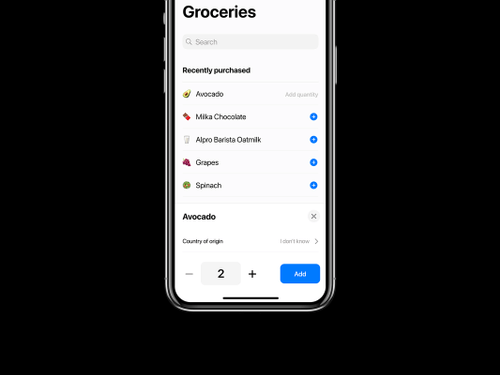 Groceries
Search
Recently purchased
Avocado Add quantity
Milka Chocolate
Alpro Barista Oatmilk
Grapes
Spinach
Avocado
Country of origin I don't know
2
Add